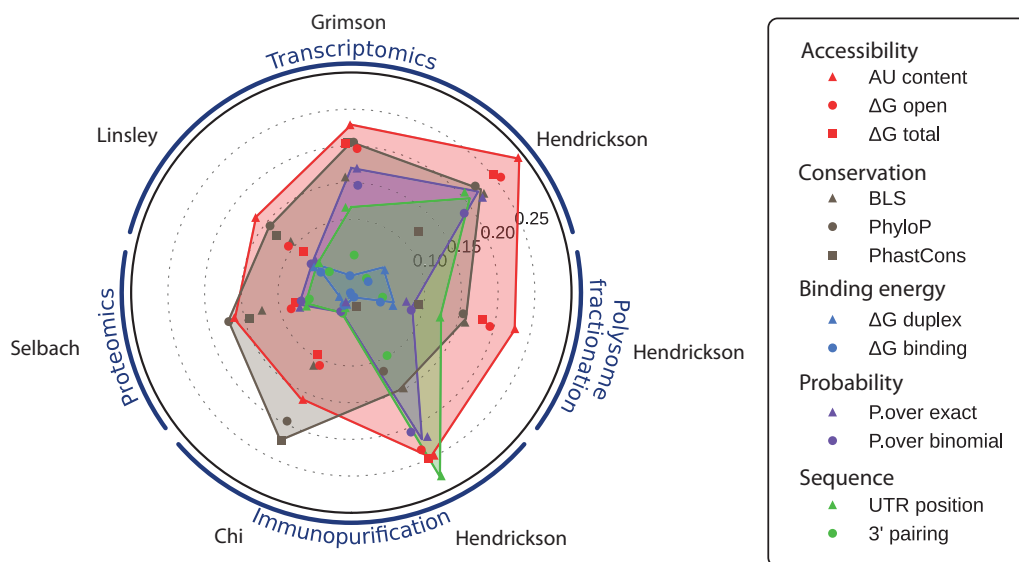 Grimson
Transcriptomics
Linsley
Hendrickson
0.25
0.20
0.15
0.10
Proteomics
Selbach
Polysome
fractionation
Hendrickson
Chi
Immunopurification
Hendrickson
Accessibility
AU content
ΔG open
ΔG total
Conservation
BLS
PhyloP
PhastCons
Binding energy
ΔG duplex
ΔG binding
Probability
P.over exact
P.over binomial
Sequence
UTR position
3' pairing